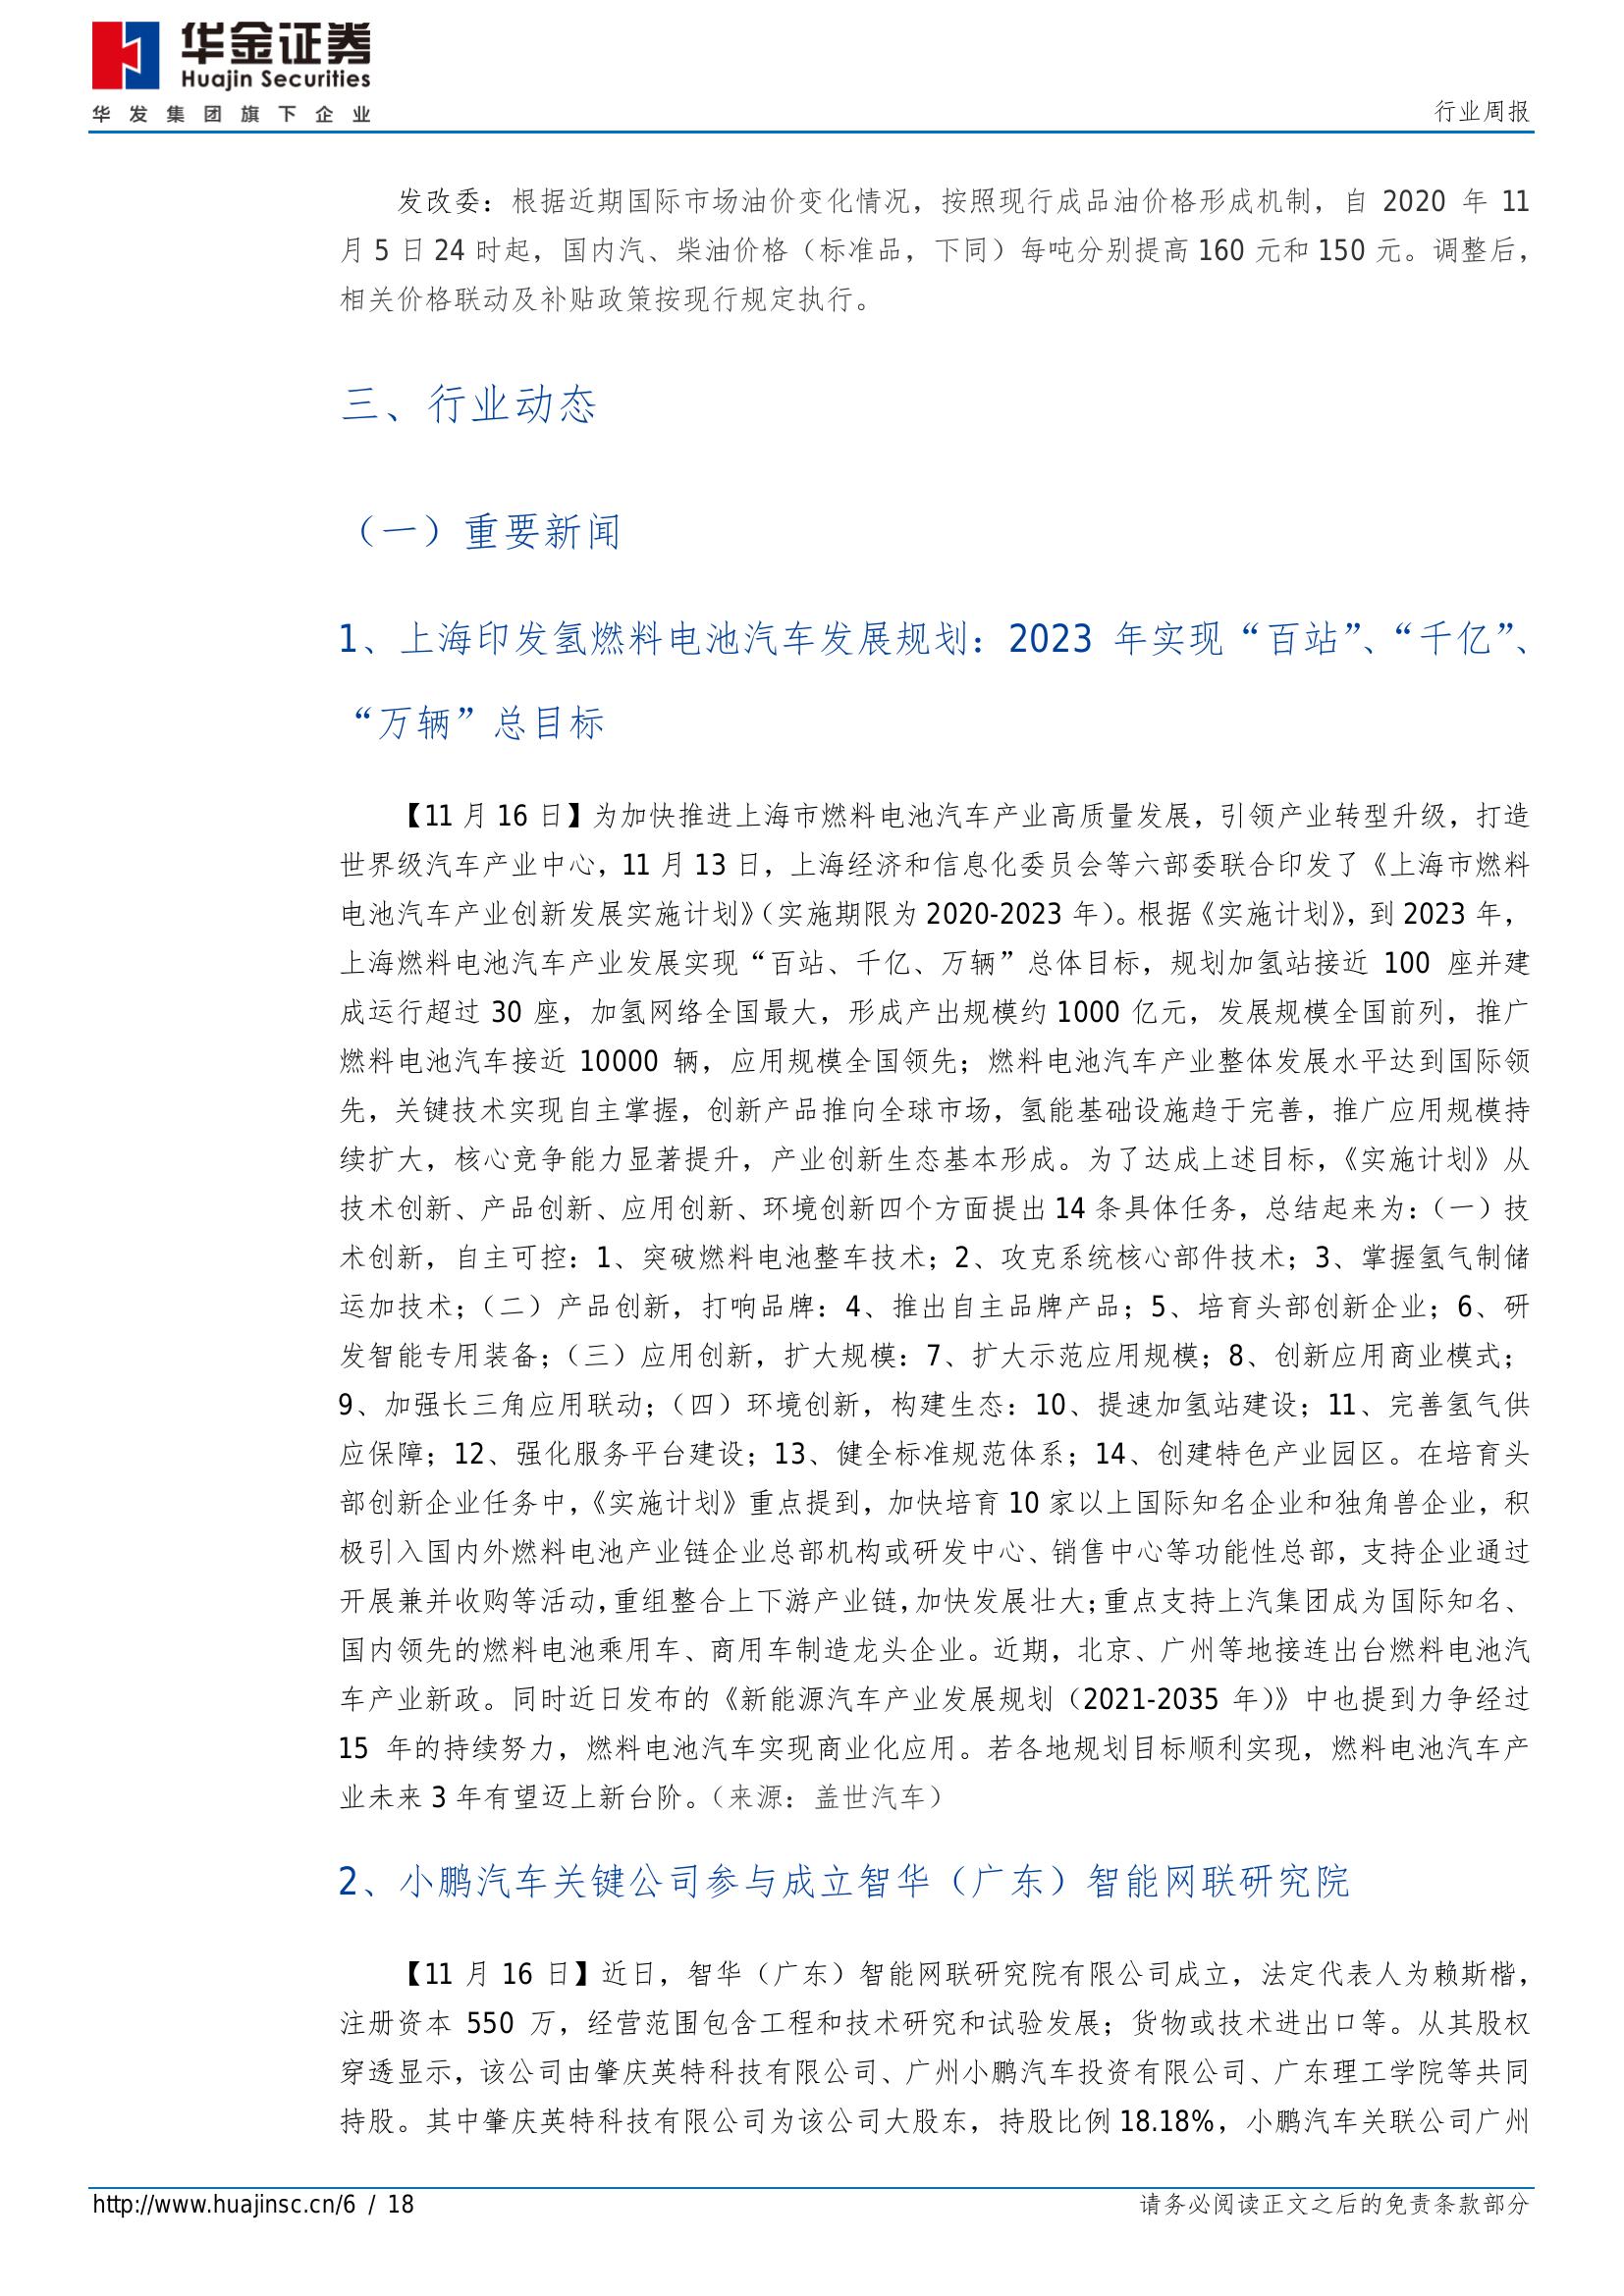 华金证券
Huajin Securities
华发集团旗下企业
行业周报
发改委：根据近期国际市场油价变化情况，按照现行成品油价格形成机制，自 2020 年 11
月 5 日 24 时起，国内汽、柴油价格（标准品，下同）每吨分别提高 160 元和 150 元。调整后，
相关价格联动及补贴政策按现行规定执行。
三、行业动态
（一）重要新闻
1、上海印发氢燃料电池汽车发展规划：2023 年实现“百站”、“千亿”、
“万辆”总目标
【11 月 16 日】为加快推进上海市燃料电池汽车产业高质量发展，引领产业转型升级，打造
世界级汽车产业中心，11 月 13 日，上海经济和信息化委员会等六部委联合印发了《上海市燃料
电池汽车产业创新发展实施计划》（实施期限为 2020-2023 年）。根据《实施计划》，到 2023 年，
上海燃料电池汽车产业发展实现“百站、千亿、万辆”总体目标，规划加氢站接近 100 座并建
成运行超过 30 座，加氢网络全国最大，形成产出规模约 1000 亿元，发展规模全国前列，推广
燃料电池汽车接近 10000 辆，应用规模全国领先；燃料电池汽车产业整体发展水平达到国际领
先，关键技术实现自主掌握，创新产品推向全球市场，氢能基础设施趋于完善，推广应用规模持
续扩大，核心竞争能力显著提升，产业创新生态基本形成。为了达成上述目标，《实施计划》从
技术创新、产品创新、应用创新、环境创新四个方面提出 14 条具体任务，总结起来为：（一）技
术创新，自主可控：1、突破燃料电池整车技术；2、攻克系统核心部件技术；3、掌握氢气制储
运加技术；（二）产品创新，打响品牌：4、推出自主品牌产品；5、培育头部创新企业；6、研
发智能专用装备；（三）应用创新，扩大规模：7、扩大示范应用规模；8、创新应用商业模式；
9、加强长三角应用联动；（四）环境创新，构建生态：10、提速加氢站建设；11、完善氢气供
应保障；12、强化服务平台建设；13、健全标准规范体系；14、创建特色产业园区。在培育头
部创新企业任务中，《实施计划》重点提到，加快培育 10 家以上国际知名企业和独角兽企业，积
极引入国内外燃料电池产业链企业总部机构或研发中心、销售中心等功能性总部，支持企业通过
开展兼并收购等活动，重组整合上下游产业链，加快发展壮大；重点支持上汽集团成为国际知名、
国内领先的燃料电池乘用车、商用车制造龙头企业。近期，北京、广州等地接连出台燃料电池汽
车产业新政。同时近日发布的《新能源汽车产业发展规划（2021-2035 年）》中也提到力争经过
15 年的持续努力，燃料电池汽车实现商业化应用。若各地规划目标顺利实现，燃料电池汽车产
业未来 3 年有望迈上新台阶。（来源：盖世汽车）
2、小鹏汽车关键公司参与成立智华（广东）智能网联研究院
【11 月 16 日】近日，智华（广东）智能网联研究院有限公司成立，法定代表人为赖斯楷，
注册资本 550 万，经营范围包含工程和技术研究和试验发展；货物或技术进出口等。从其股权
穿透显示，该公司由肇庆英特科技有限公司、广州小鹏汽车投资有限公司、广东理工学院等共同
持股。其中肇庆英特科技有限公司为该公司大股东，持股比例 18.18%，小鹏汽车关联公司广州
http://www.huajinsc.cn/6 / 18
请务必阅读正文之后的免责条款部分